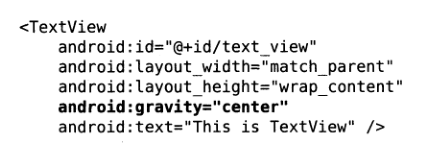 <TextView
android:id="@+id/text_view"
android:layout_width="match_parent"
android:layout_height="wrap_content"
android:gravity="center"
android:text="This is TextView" />